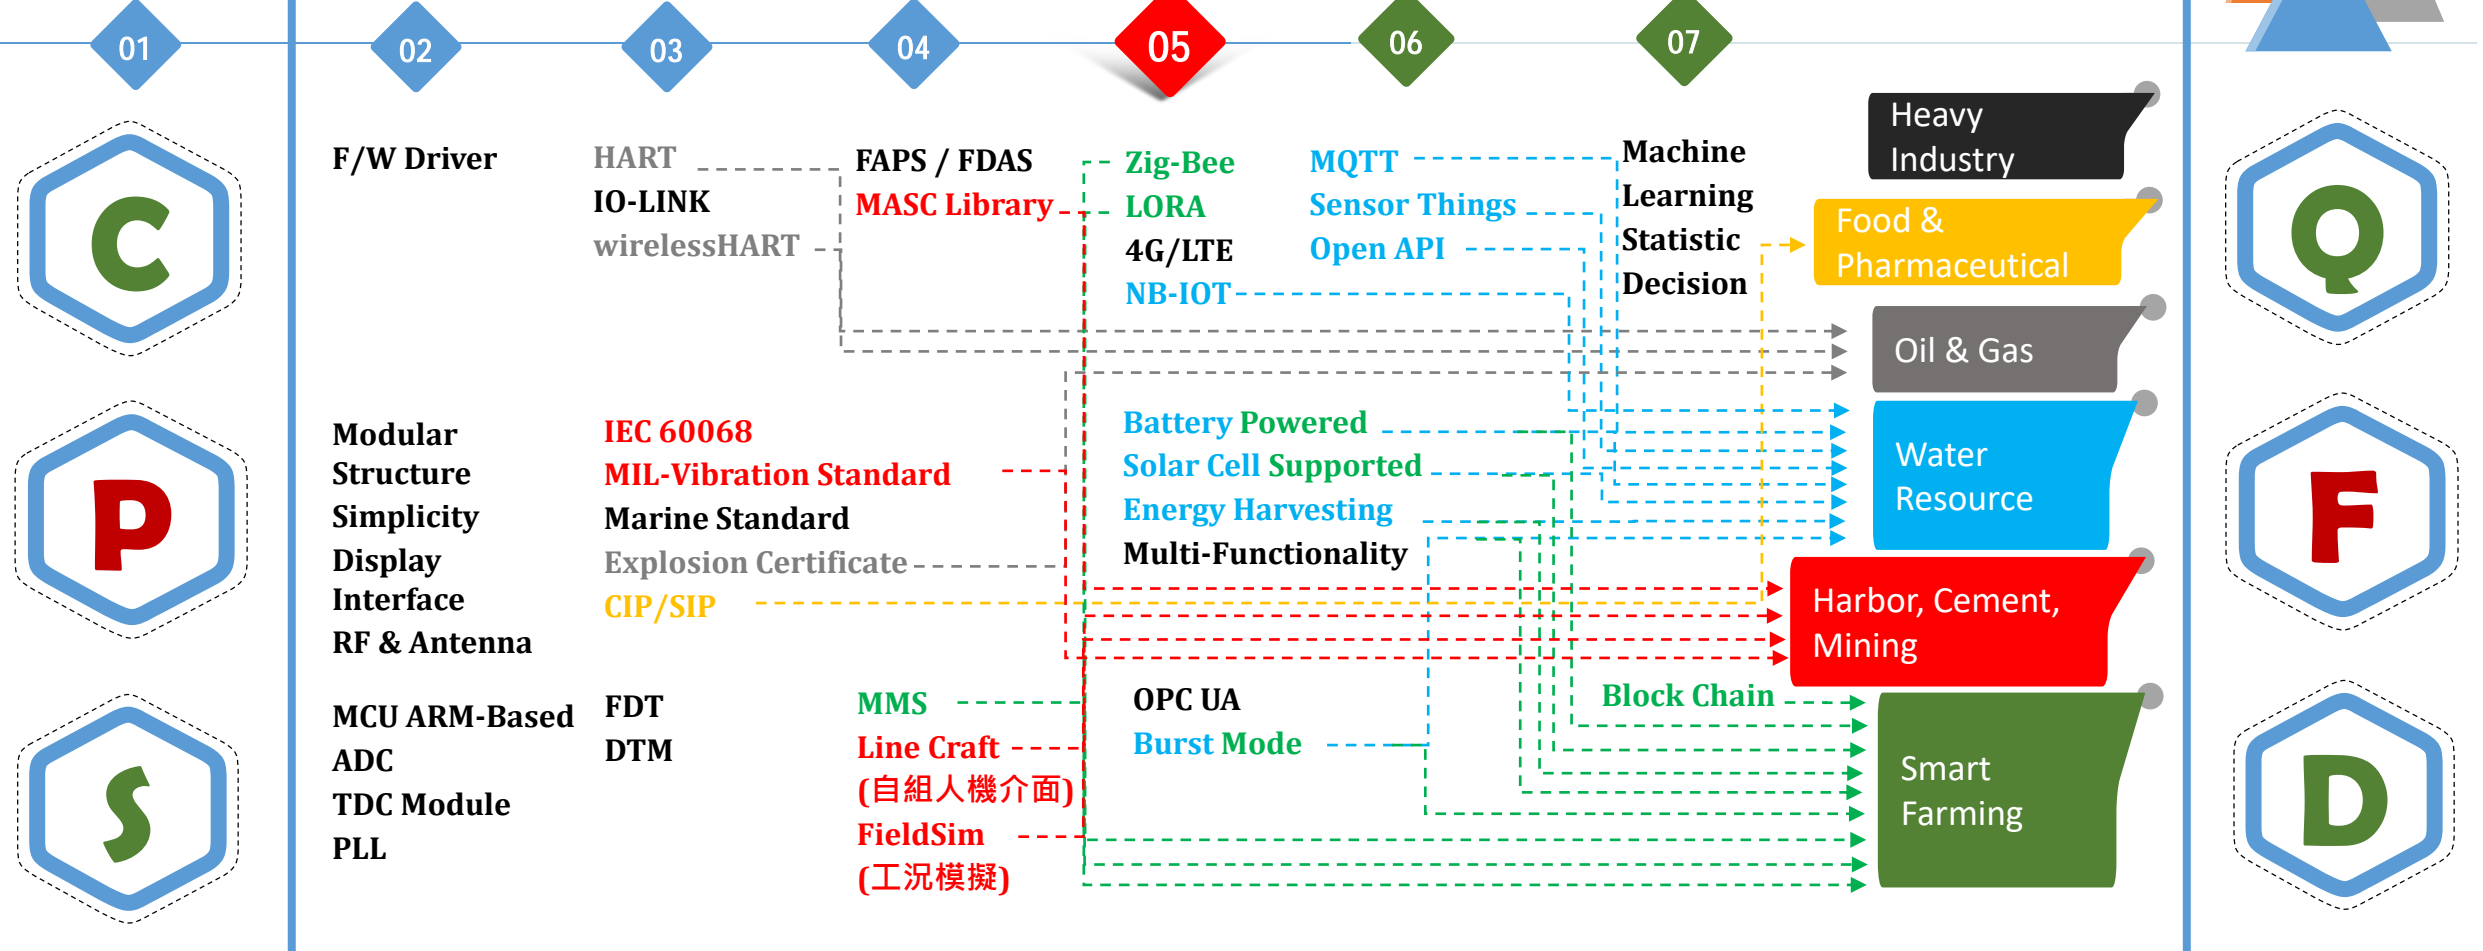 01
02
03
04
05
06
07
C
P
S
F/W Driver
HART
IO-LINK
wirelessHART
FAPS / FDAS
MASC Library
Zig-Bee
LORA
4G/LTE
NB-IOT
MQTT
Sensor Things
Open API
Machine
Learning
Statistic
Decision
Modular
Structure
Simplicity
Display
Interface
RF & Antenna
IEC 60068
MIL-Vibration Standard
Marine Standard
Explosion Certificate
CIP/SIP
Battery Powered
Solar Cell Supported
Energy Harvesting
Multi-Functionality
MCU ARM-Based
ADC
TDC Module
PLL
FDT
DTM
MMS
Line Craft
(自組人機介面)
FieldSim
(工況模擬)
OPC UA
Burst Mode
Block Chain
Heavy
Industry
Food &
Pharmaceutical
Oil & Gas
Water
Resource
Harbor, Cement,
Mining
Smart
Farming
Q
F
D